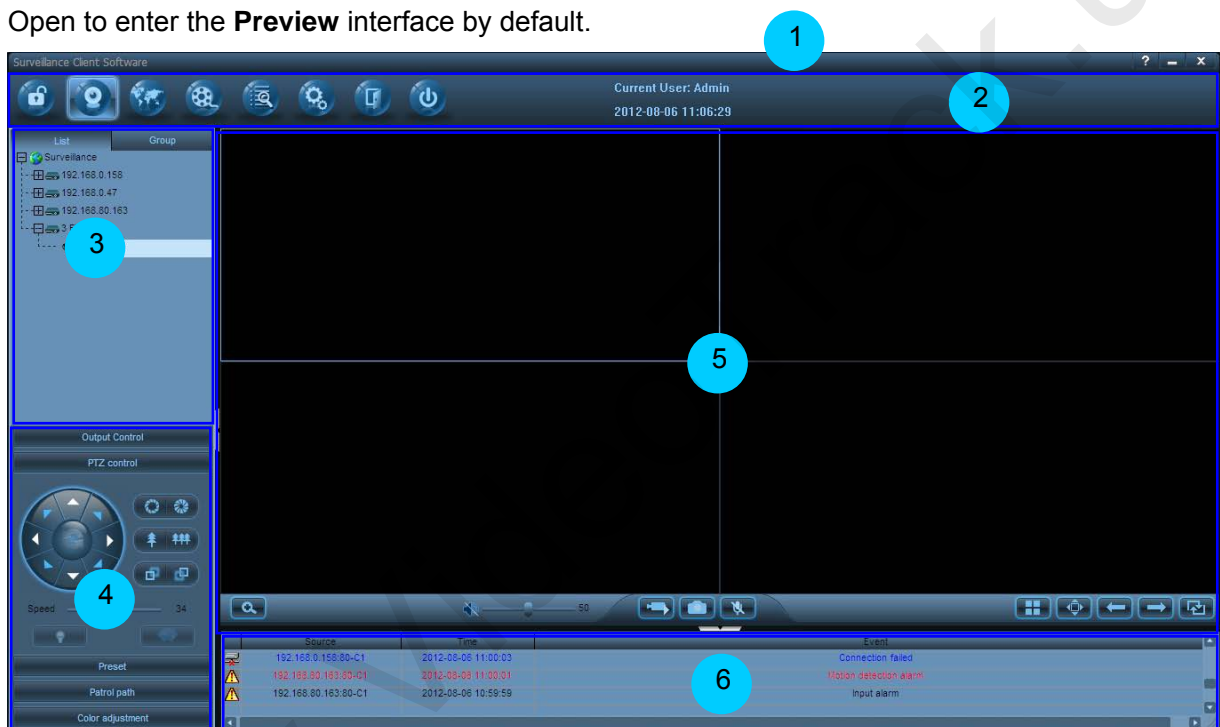 Open to enter the Preview interface by default.
1
Surveillance Client Software
? – x
Current User: Admin
2
2012-08-06 11:06:29
List Group
Surveillance
192.168.0.158
192.168.0.47
192.168.80.163
3
5
Output Control
PTZ control
4
Speed 34
50
Preset
Patrol path
Color adjustment
Source Time Event
192.168.0.158:80-C1 2012-08-06 11:00:03 Connection failed
192.168.80.163:80-C1 2012-08-06 11:00:01 Motion detection alarm
6
192.168.80.163:80-C1 2012-08-06 10:59:59 Input alarm